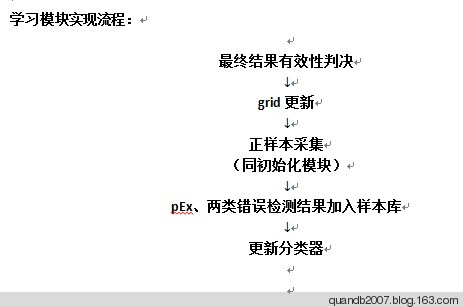 学习模块实现流程：
最终结果有效性判决
↓
grid 更新
↓
正样本采集
（同初始化模块）
↓
pEx、两类错误检测结果加入样本库
↓
更新分类器
quandb2007.blog.163.com